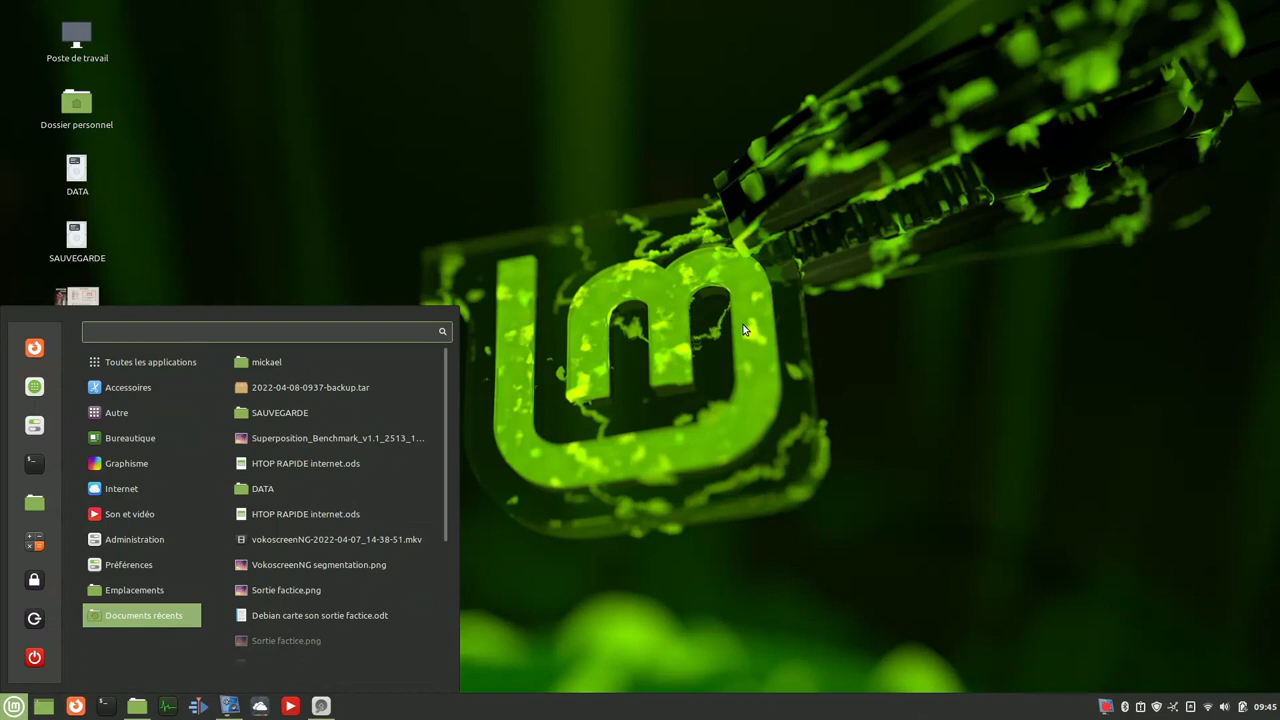 Poste de travail
Dossier personnel
DATA
SAUVEGARDE
Toutes les applications
Accessoires
Autre
Bureautique
Graphisme
Internet
Son et vidéo
Administration
Préférences
Emplacements
Documents récents
mickael
2022-04-08-0937-backup.tar
SAUVEGARDE
Superposition_Benchmark_v1.1_2513_1...
HTOP RAPIDE internet.ods
DATA
HTOP RAPIDE internet.ods
vokoscreenNG-2022-04-07_14-38-51.mkv
VokoscreenNG segmentation.png
Sortie factice.png
Debian carte son sortie factice.odt
Sortie factice.png
09:45